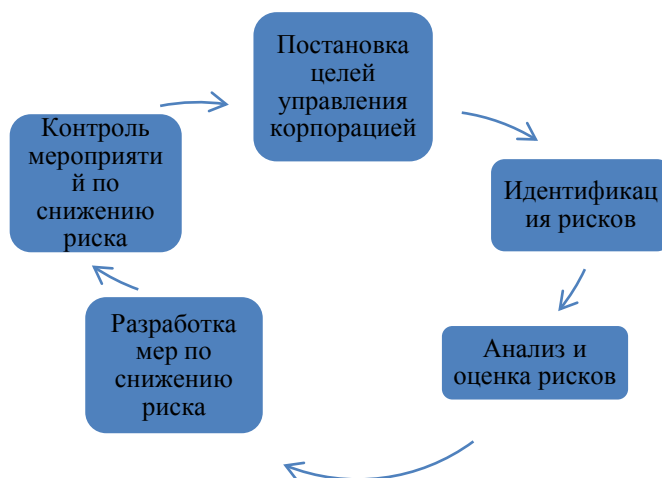 Постановка
целей
управления
корпорацией
Идентификац
ия рисков
Анализ и
оценка рисков
Разработка
мер по
снижению
риска
Контроль
мероприяти
й по
снижению
риска